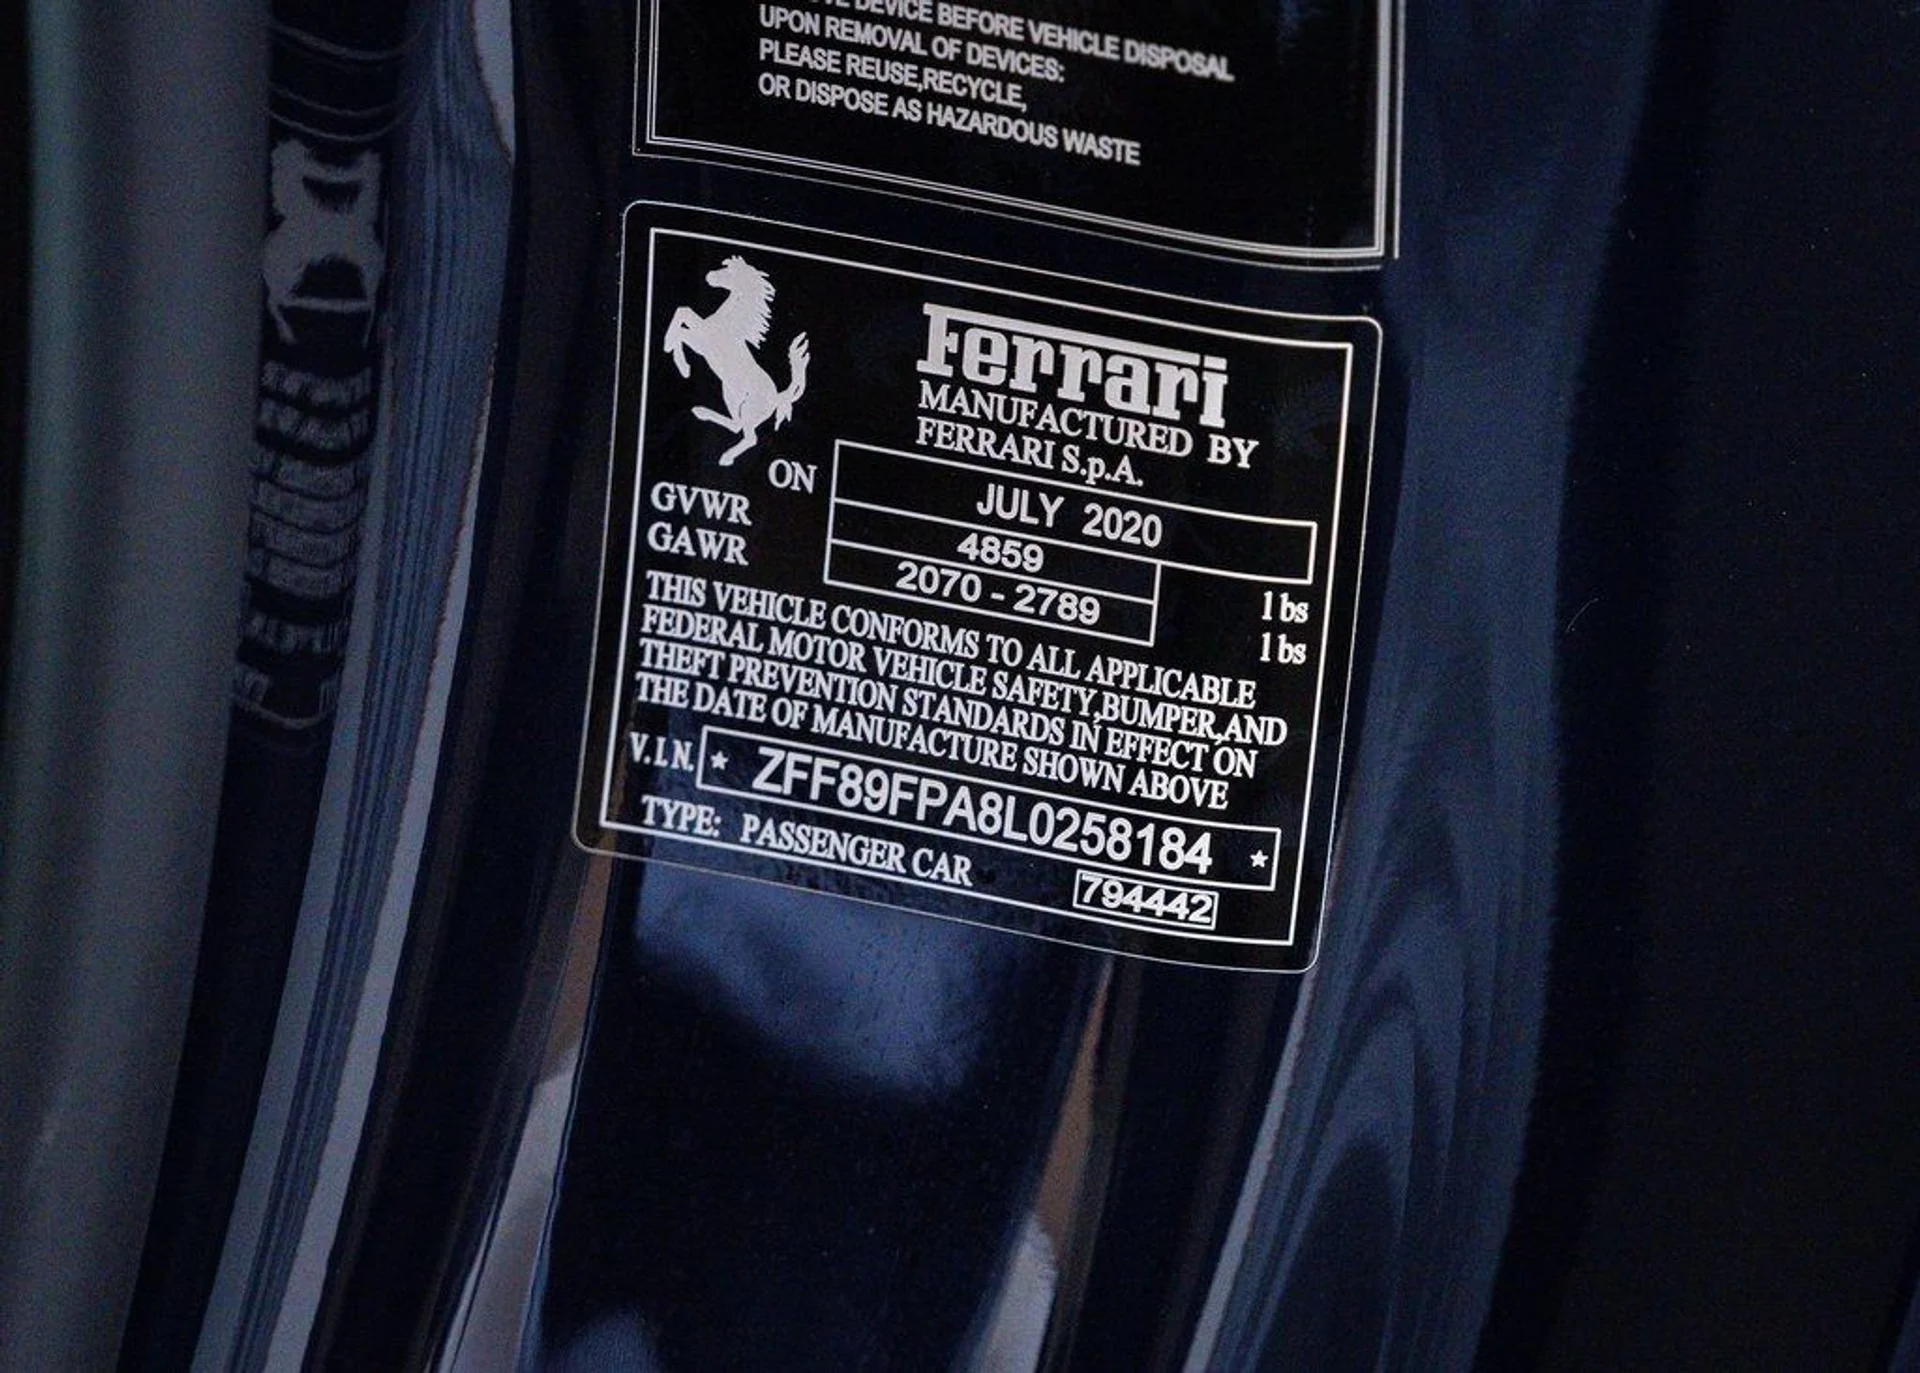 DEVICE BEFORE VEHICLE DISPOSAL
UPON REMOVAL OF DEVICES:
PLEASE REUSE,RECYCLE,
OR DISPOSE AS HAZARDOUS WASTE
Ferrari
MANUFACTURED BY
FERRARI S.p.A.
ON JULY 2020
GVWR 4859 lbs
GAWR 2070 - 2789 lbs
THIS VEHICLE CONFORMS TO ALL APPLICABLE
FEDERAL MOTOR VEHICLE SAFETY,BUMPER,AND
THEFT PREVENTION STANDARDS IN EFFECT ON
THE DATE OF MANUFACTURE SHOWN ABOVE
V.I.N. * ZFF89FPA8L0258184 *
TYPE: PASSENGER CAR
794442